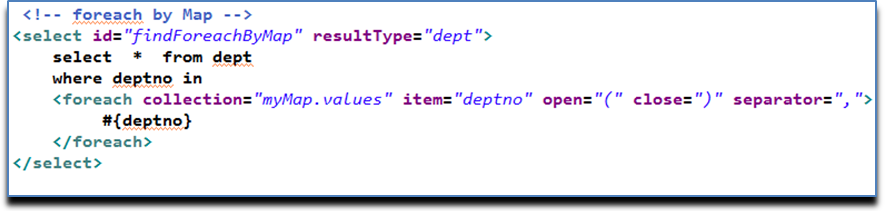 <!-- foreach by Map -->
<select id="findForeachByMap" resultType="dept">
select * from dept
where deptno in
<foreach collection="myMap.values" item="deptno" open="(" close=")" separator=",">
#{deptno}
</foreach>
</select>